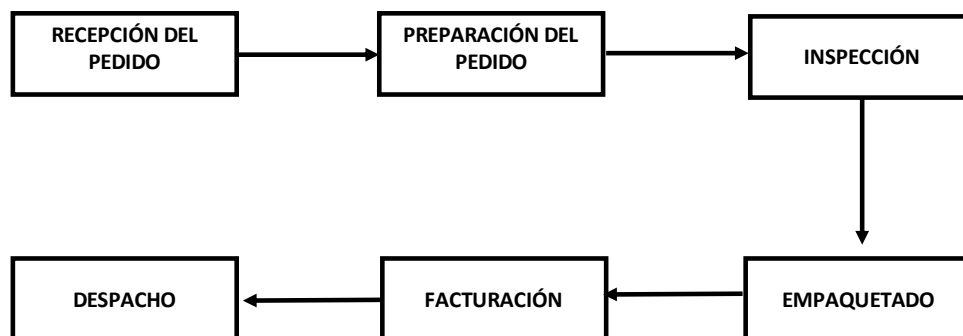 RECEPCIÓN DEL
PEDIDO
PREPARACIÓN DEL
PEDIDO
INSPECCIÓN
EMPAQUETADO
FACTURACIÓN
DESPACHO